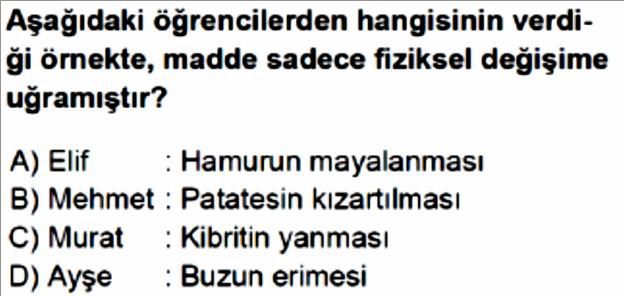 Aşağıdaki öğrencilerden hangisinin verdi-
ği örnekte, madde sadece fiziksel değişime
uğramıştır?
A) Elif : Hamurun mayalanması
B) Mehmet : Patatesin kızartılması
C) Murat : Kibritin yanması
D) Ayşe : Buzun erimesi